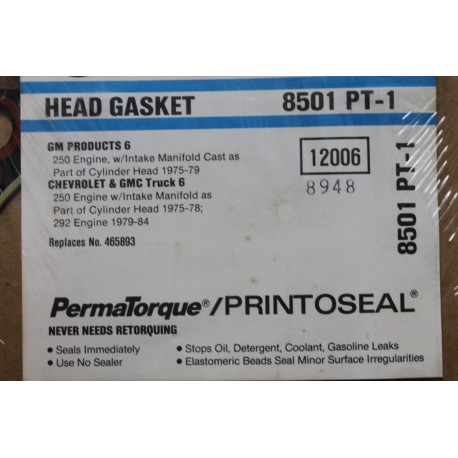 HEAD GASKET 8501 PT-1
GM PRODUCTS 6
250 Engine, w/Intake Manifold Cast as
Part of Cylinder Head 1975-79
CHEVROLET & GMC Truck 6
250 Engine w/Intake Manifold as
Part of Cylinder Head 1975-78;
292 Engine 1979-84
Replaces No. 465893
12006
8948
8501 PT-1
PermaTorque®/PRINTOSEAL®
NEVER NEEDS RETORQUING
• Seals Immediately
• Use No Sealer
• Stops Oil, Detergent, Coolant, Gasoline Leaks
• Elastomeric Beads Seal Minor Surface Irregularities